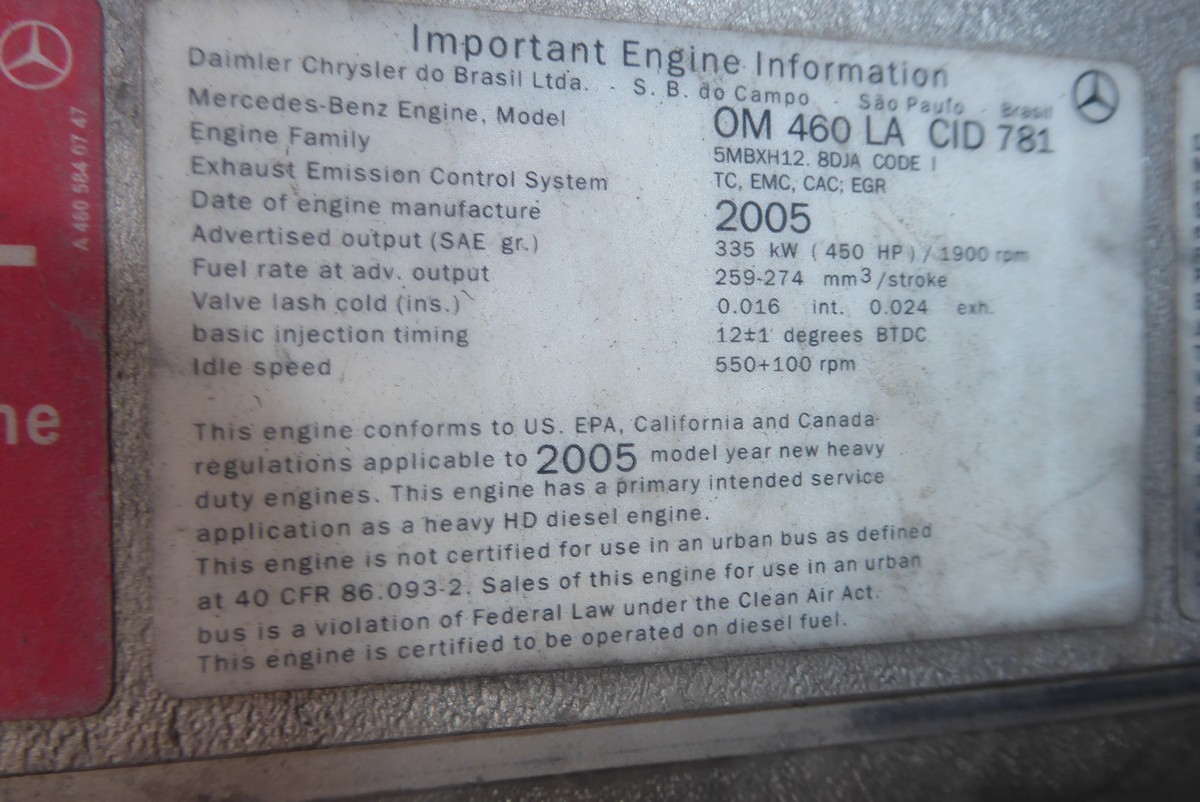 Important Engine Information
Daimler Chrysler do Brasil Ltda. - S. B. do Campo - São Paulo - Brasil
Mercedes-Benz Engine, Model OM 460 LA CID 781
Engine Family 5MBXH12. 8DJA CODE I
Exhaust Emission Control System TC, EMC, CAC; EGR
Date of engine manufacture 2005
Advertised output (SAE gr.) 335 kW ( 450 HP ) / 1900 rpm
Fuel rate at adv. output 259-274 mm3/stroke
Valve lash cold (ins.) 0.016 int. 0.024 exh.
basic injection timing 12±1 degrees BTDC
Idle speed 550+100 rpm
This engine conforms to US. EPA, California and Canada
regulations applicable to 2005 model year new heavy
duty engines. This engine has a primary intended service
application as a heavy HD diesel engine.
This engine is not certified for use in an urban bus as defined
at 40 CFR 86.093-2. Sales of this engine for use in an urban
bus is a violation of Federal Law under the Clean Air Act.
This engine is certified to be operated on diesel fuel.
A 460 584 07 47
ne